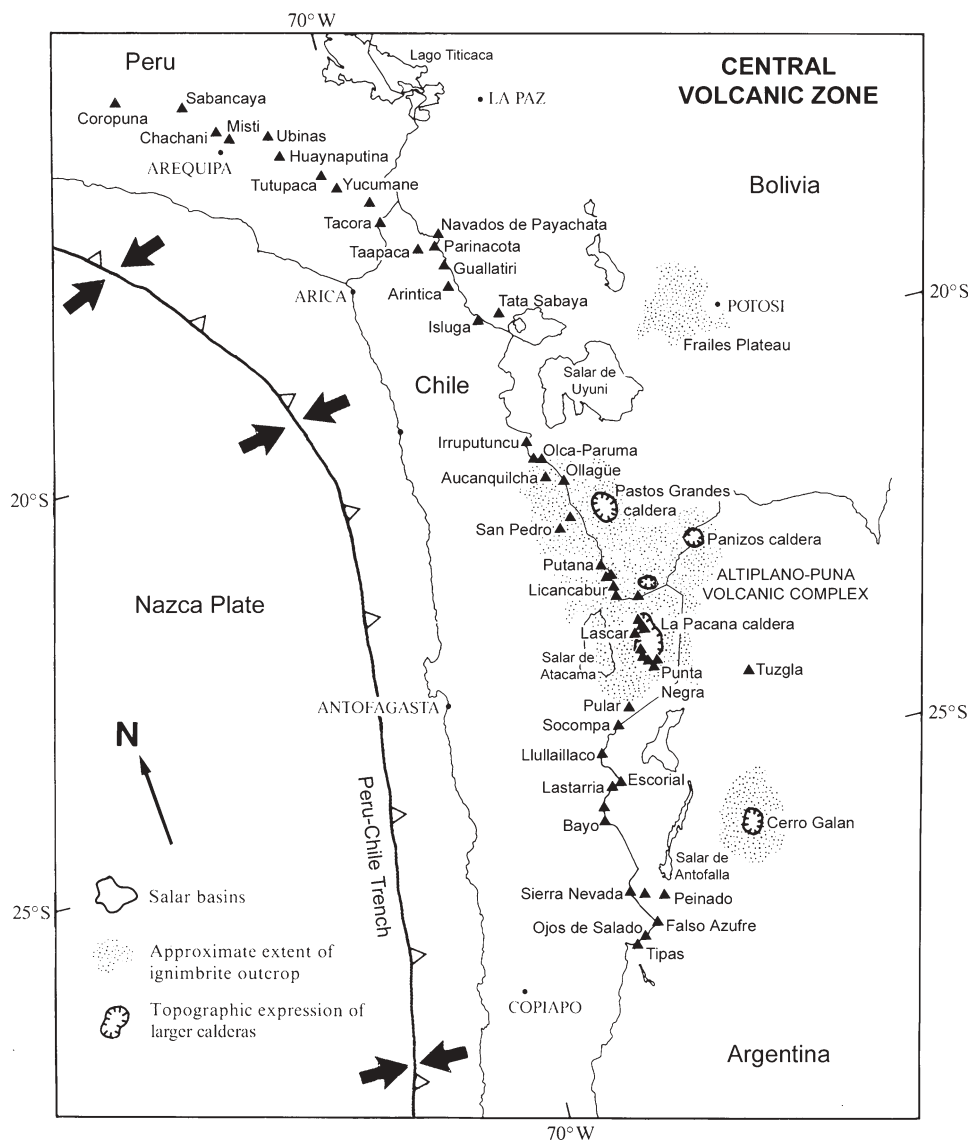 70°W
Peru
Lago Titicaca
CENTRAL
VOLCANIC ZONE
LA PAZ
Sabancaya
Coropuna
Misti
Chachani
Ubinas
AREQUIPA
Huaynaputina
Tutupaca
Yucumane
Bolivia
Tacora
Navados de Payachata
Taapaca
Parinacota
Guallatiri
ARICA
Arintica
20°S
Tata Sabaya
POTOSI
Isluga
Frailes Plateau
Chile
Salar de
Uyuni
Irruputuncu
Olca-Paruma
Aucanquilcha
Ollagüe
20°S
Pastos Grandes
caldera
San Pedro
Panizos caldera
Putana
ALTIPLANO-PUNA
VOLCANIC COMPLEX
Licancabur
Nazca Plate
La Pacana caldera
Lascar
Salar de
Atacama
Punta
Negra
Tuzgla
ANTOFAGASTA
Pular
25°S
Socompa
N
Llullaillaco
Escorial
Lastarria
Peru-Chile Trench
Bayo
Cerro Galan
Salar de
Antofalla
Salar basins
Sierra Nevada
Peinado
25°S
Ojos de Salado
Falso Azufre
Tipas
Approximate extent of
ignimbrite outcrop
COPIAPO
Topographic expression of
larger calderas
Argentina
70°W